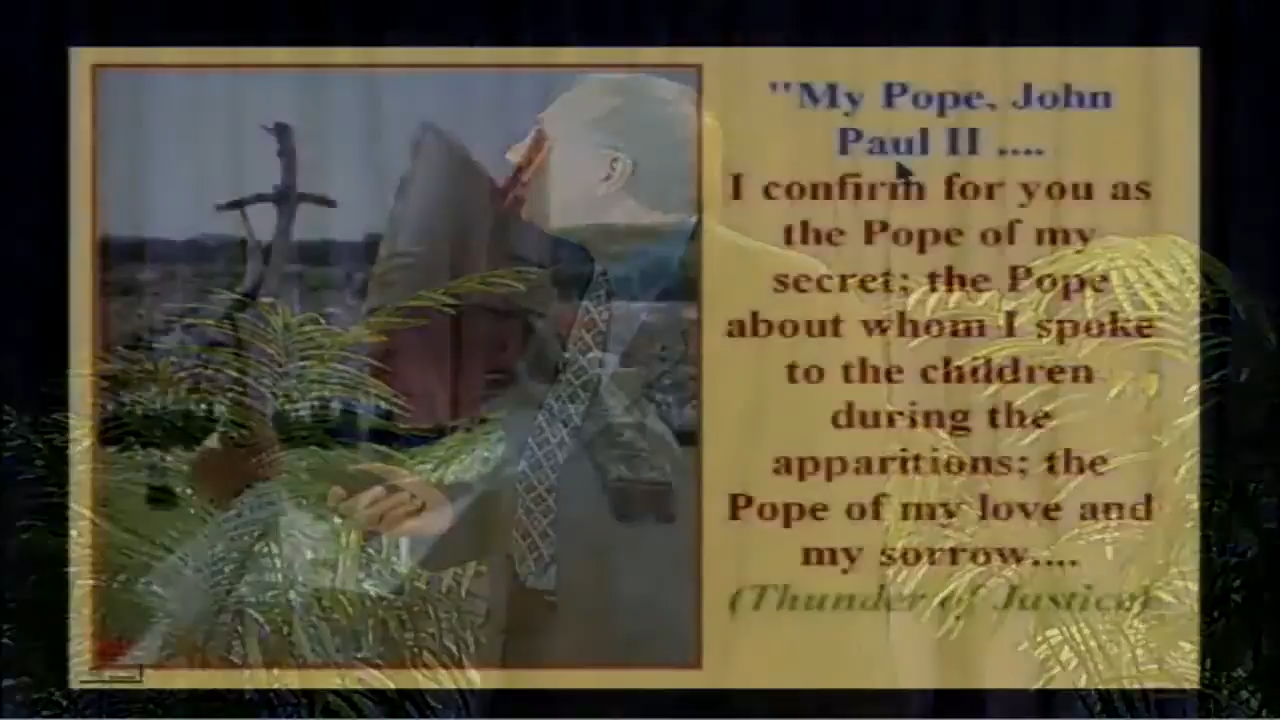 "My Pope, John
Paul II ....
I confirm for you as
the Pope of my
secret; the Pope
about whom I spoke
to the children
during the
apparitions; the
Pope of my love and
my sorrow....
(Thunder of Justice)